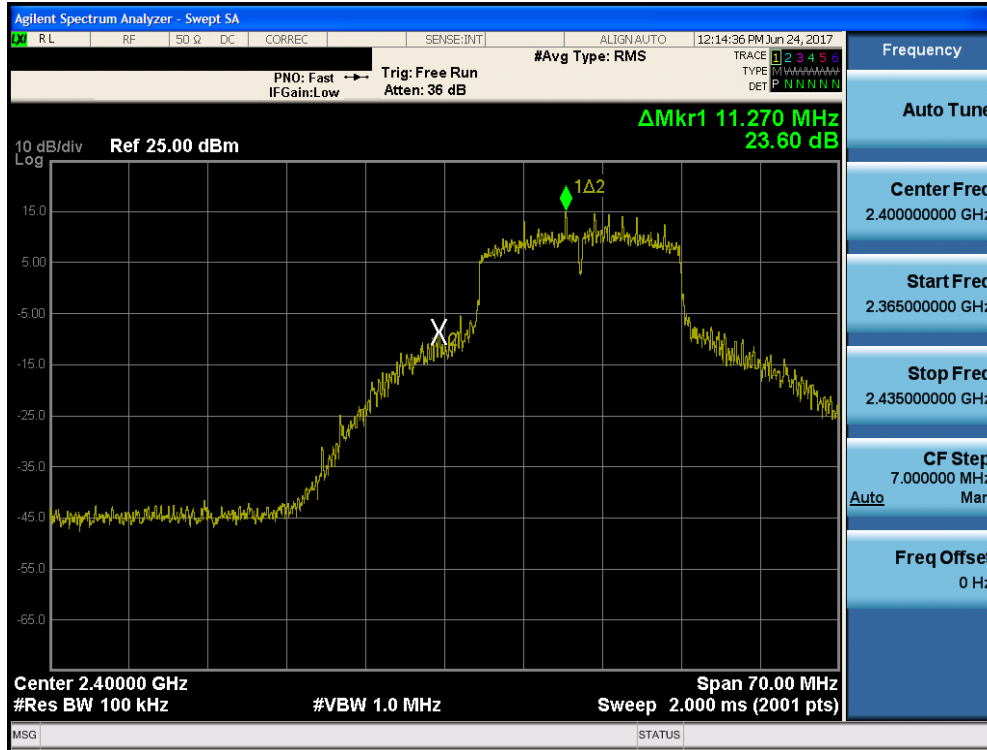 Agilent Spectrum Analyzer - Swept SA
LXI RL RF 50 Ω DC CORREC SENSE:INT ALIGN AUTO 12:14:36 PM Jun 24, 2017
Frequency
#Avg Type: RMS
TRACE 1 2 3 4 5 6
PNO: Fast Trig: Free Run
TYPE M WWWWW
IFGain:Low Atten: 36 dB
DET P N N N N N
Auto Tune
ΔMkr1 11.270 MHz
23.60 dB
10 dB/div Ref 25.00 dBm
Log
1Δ2
15.0
5.00
-5.00
X2
-15.0
-25.0
-35.0
-45.0
-55.0
-65.0
Center Freq
2.400000000 GHz
Start Freq
2.365000000 GHz
Stop Freq
2.435000000 GHz
CF Step
7.000000 MHz
Auto Man
Freq Offset
0 Hz
Center 2.40000 GHz Span 70.00 MHz
#Res BW 100 kHz #VBW 1.0 MHz Sweep 2.000 ms (2001 pts)
MSG STATUS